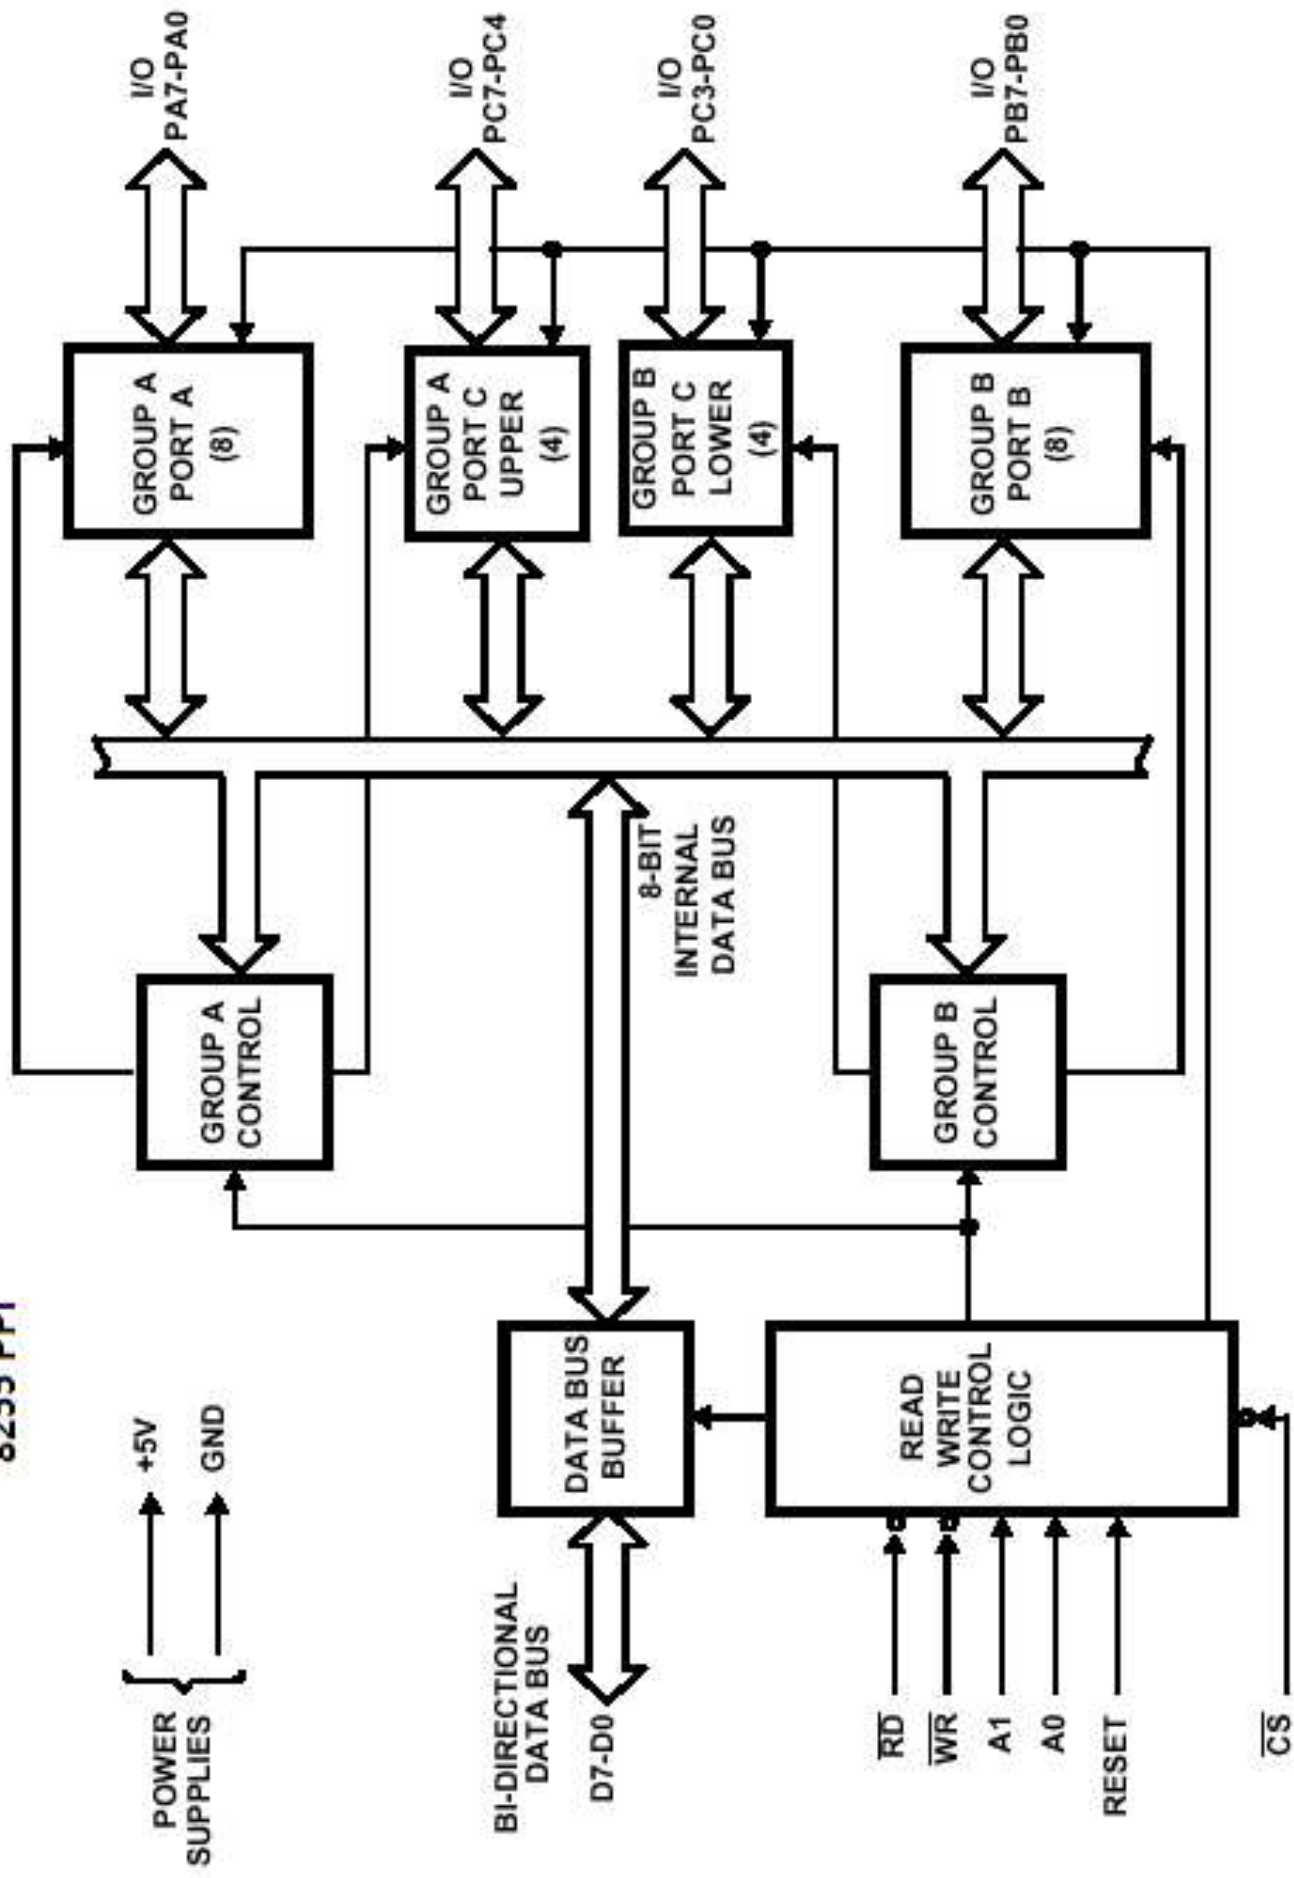 8255 PPI
POWER
SUPPLIES
+5V
GND
BI-DIRECTIONAL
DATA BUS
D7-D0
DATA BUS
BUFFER
RD
WR
A1
A0
RESET
CS
READ
WRITE
CONTROL
LOGIC
GROUP A
CONTROL
GROUP B
CONTROL
8-BIT
INTERNAL
DATA BUS
GROUP A
PORT A
(8)
GROUP A
PORT C
UPPER
(4)
GROUP B
PORT C
LOWER
(4)
GROUP B
PORT B
(8)
I/O
PA7-PA0
I/O
PC7-PC4
I/O
PC3-PC0
I/O
PB7-PB0